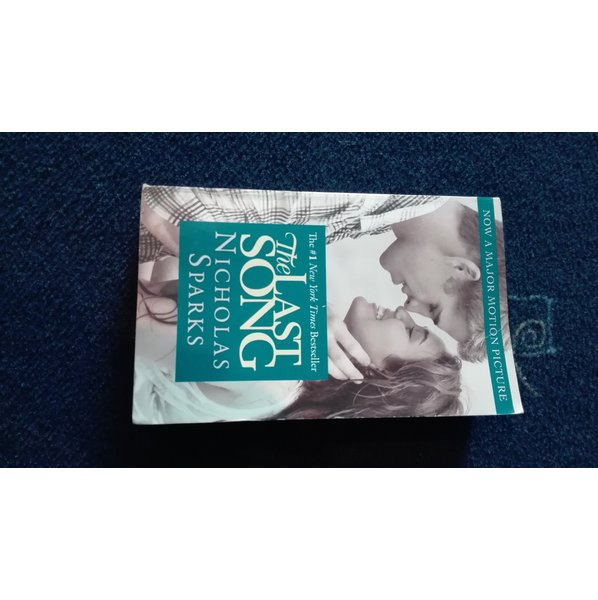 NOW A MAJOR MOTION PICTURE
The #1 New York Times Bestseller
The LAST
SONG
NICHOLAS
SPARKS